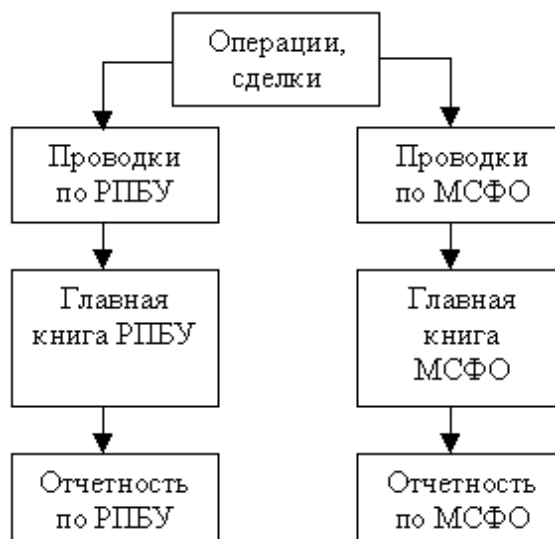 Операции,
сделки
Проводки
по РПБУ
Проводки
по МСФО
Главная
книга РПБУ
Главная
книга
МСФО
Отчетность
по РПБУ
Отчетность
по МСФО